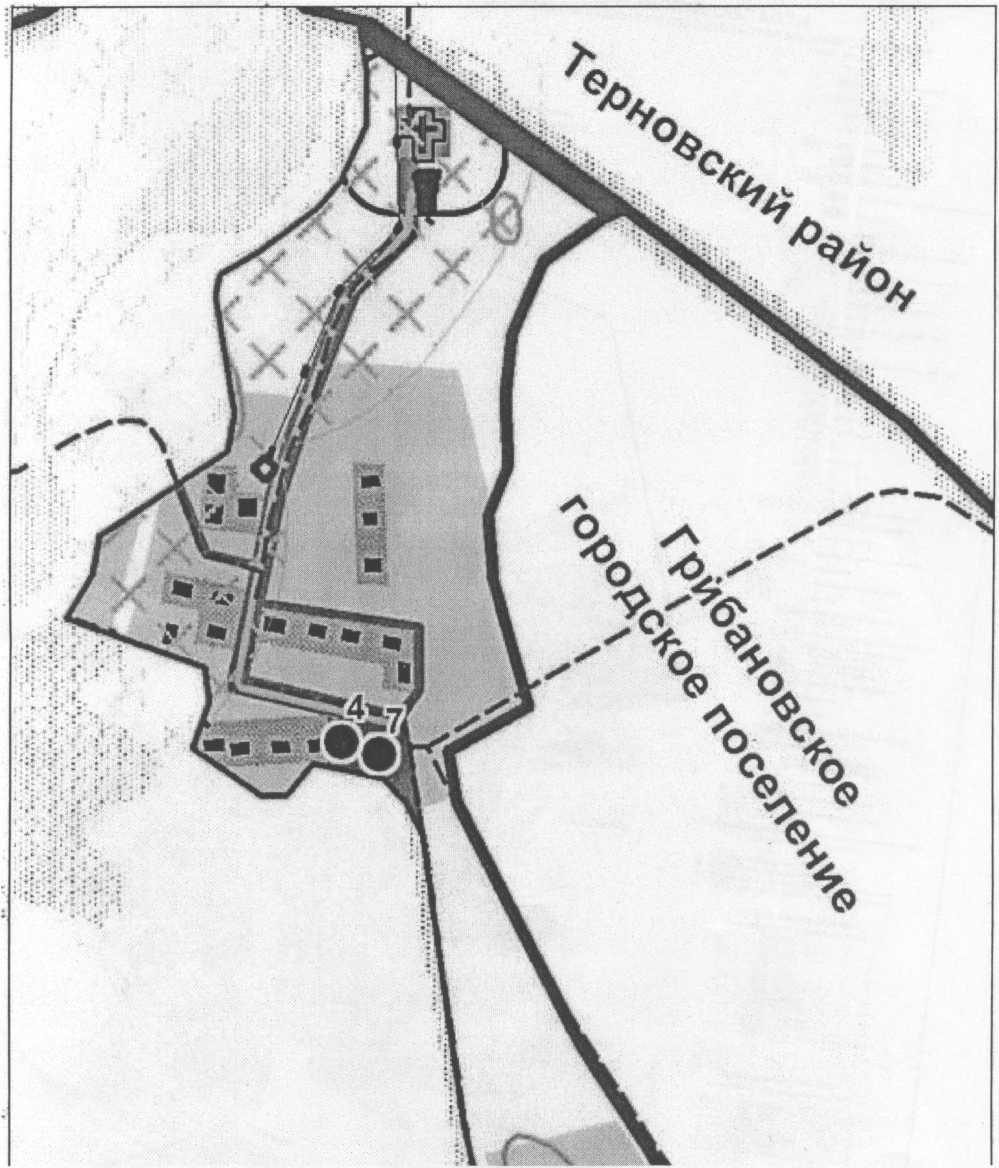 Терновский район
Грибановское
городское поселение
4
7